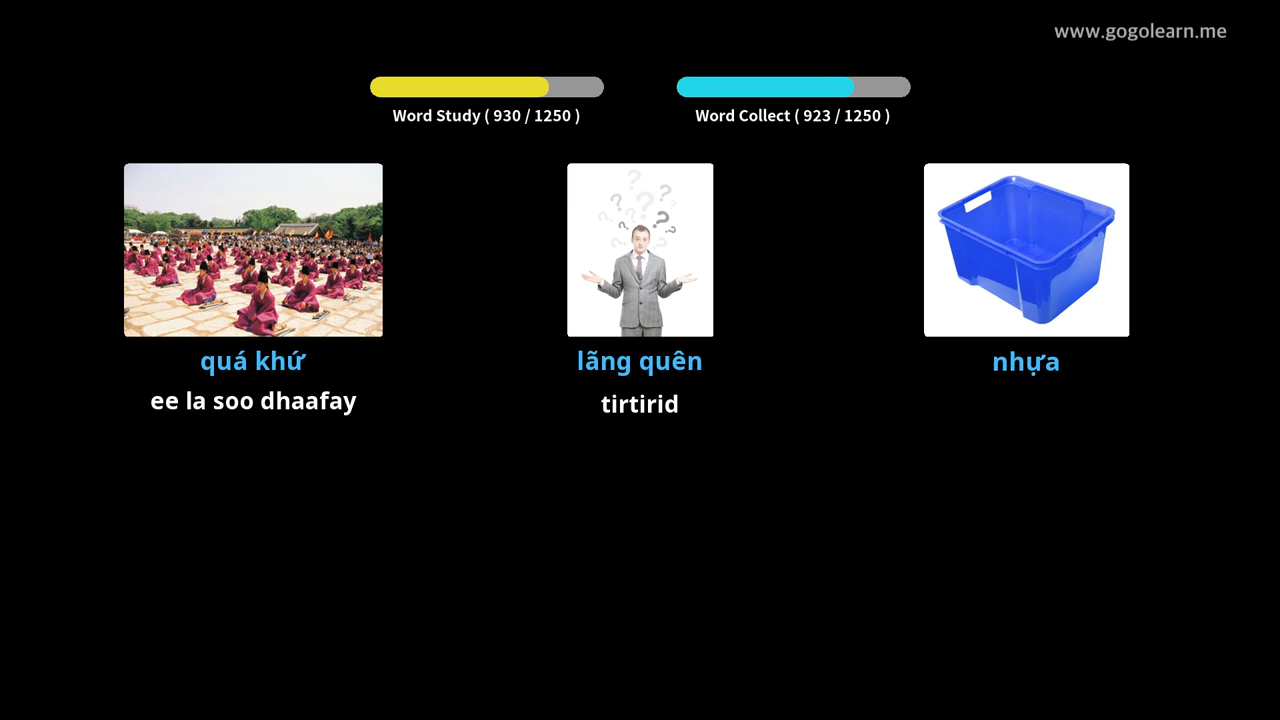 www.gogolearn.me
Word Study ( 930 / 1250 )
Word Collect ( 923 / 1250 )
quá khứ
ee la soo dhaafay
lãng quên
tirtirid
nhựa